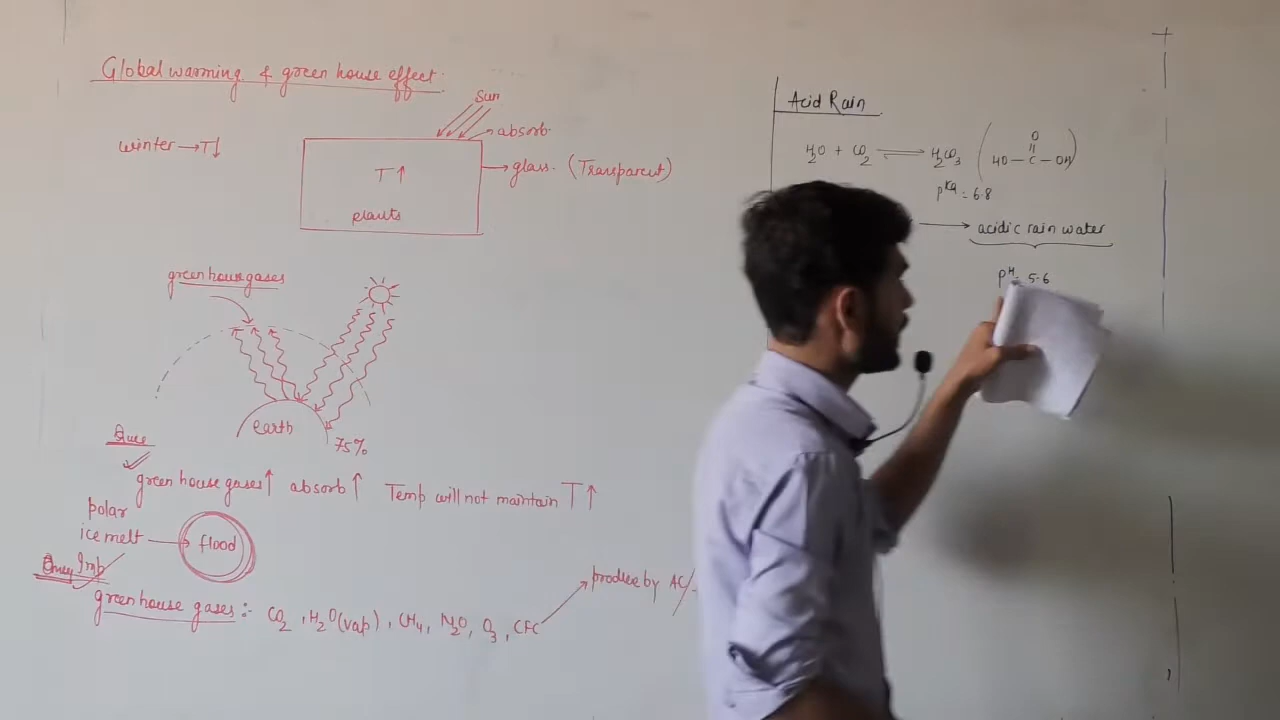 Global warming & green house effect:
Sun
absorb.
winter → T↓
glass. (Transparent)
T↑
plants
green house gases
earth
75%
green house gases↑ absorb↑ Temp will not maintain T↑
polar
ice melt → flood
Imp
green house gases :- CO2 , H2O(vap) , CH4, N2O, O3 , CFC
produce by AC/
Acid Rain
H2O + CO2 ⇌ H2CO3
O
HO — C — OH
pKa = 6.8
→ acidic rain water
pH = 5.6